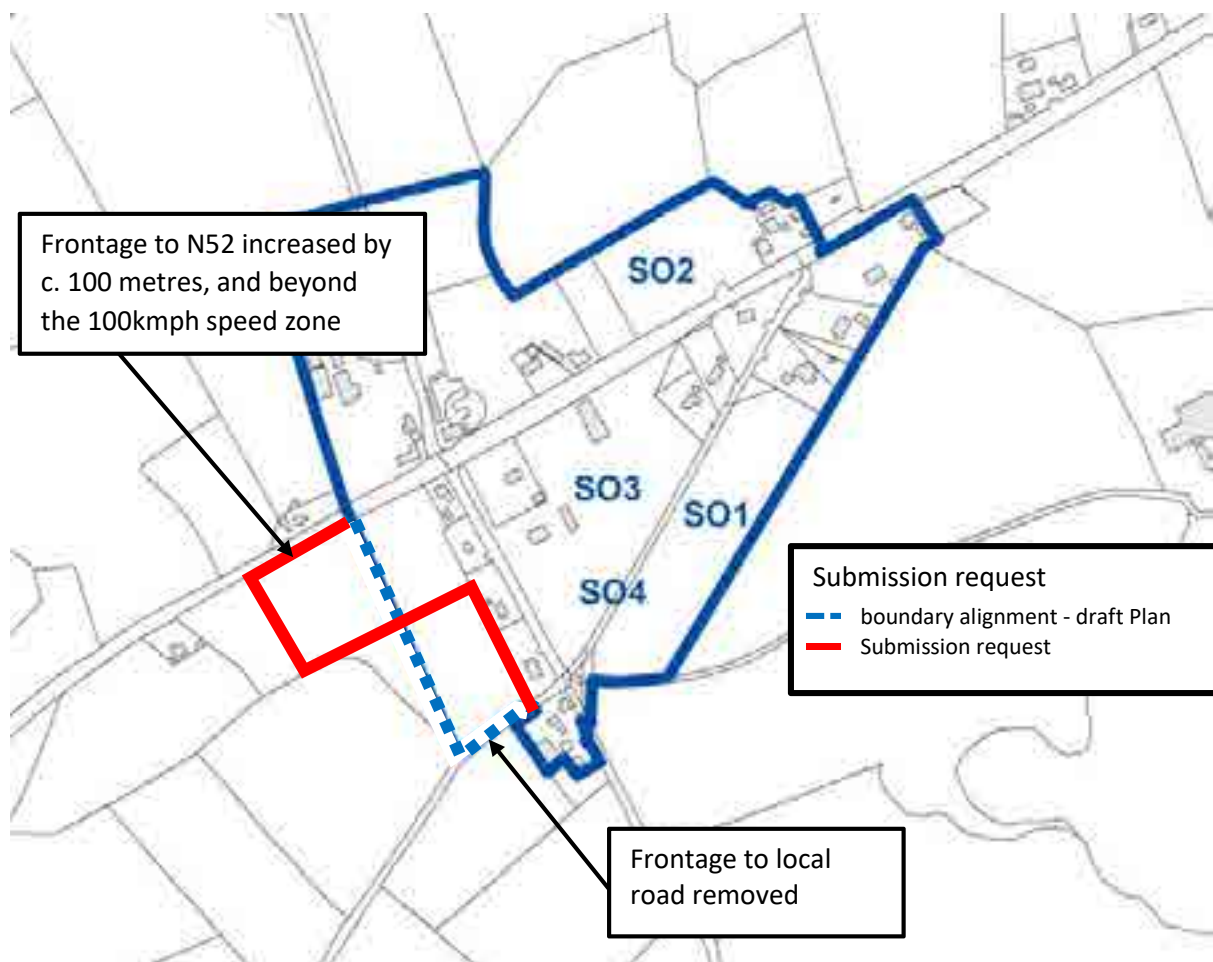 Frontage to N52 increased by
c. 100 metres, and beyond
the 100kmph speed zone
SO2
SO3
SO1
SO4
Submission request
boundary alignment - draft Plan
Submission request
Frontage to local
road removed